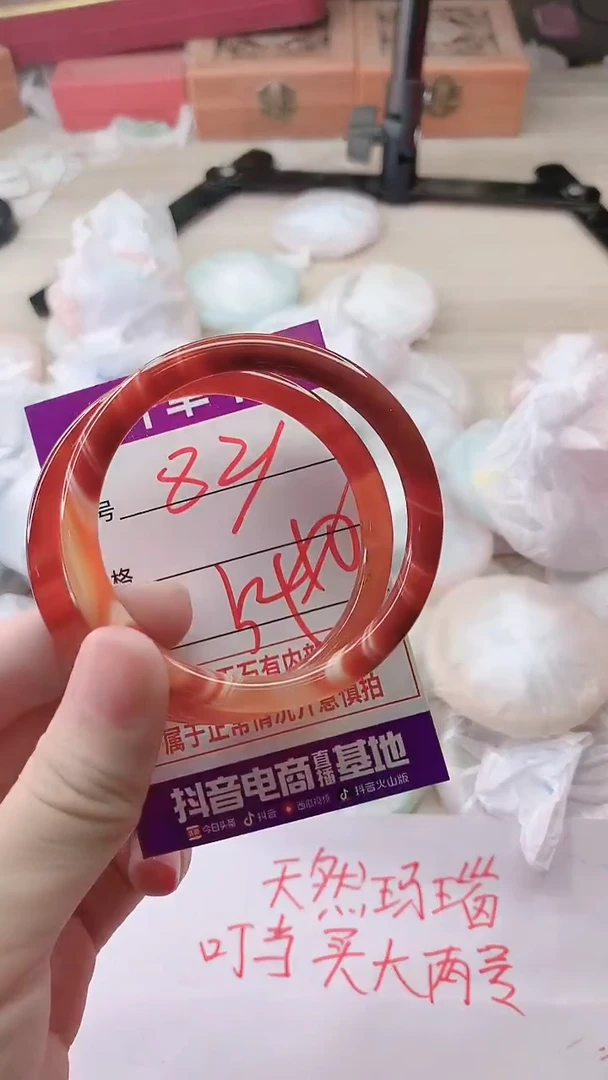 号 821
格 5440
属于正常情况介意慎拍
抖音电商直播基地
今日头条 抖音 西瓜视频 抖音火山版
天然玛瑙
叮当买大两号